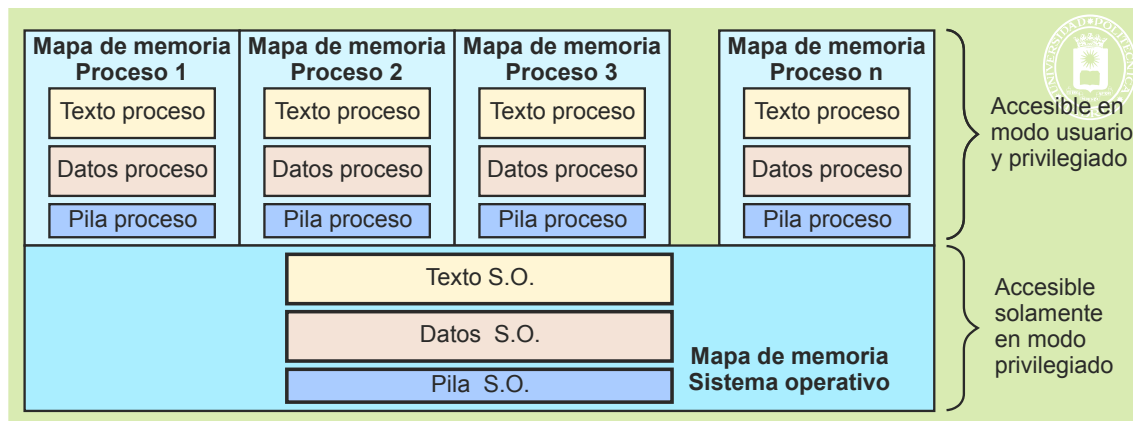 Mapa de memoria
Proceso 1
Mapa de memoria
Proceso 2
Mapa de memoria
Proceso 3
Mapa de memoria
Proceso n
Texto proceso
Texto proceso
Texto proceso
Texto proceso
Datos proceso
Datos proceso
Datos proceso
Datos proceso
Pila proceso
Pila proceso
Pila proceso
Pila proceso
Accesible en
modo usuario
y privilegiado
Texto S.O.
Datos S.O.
Pila S.O.
Mapa de memoria
Sistema operativo
Accesible
solamente
en modo
privilegiado